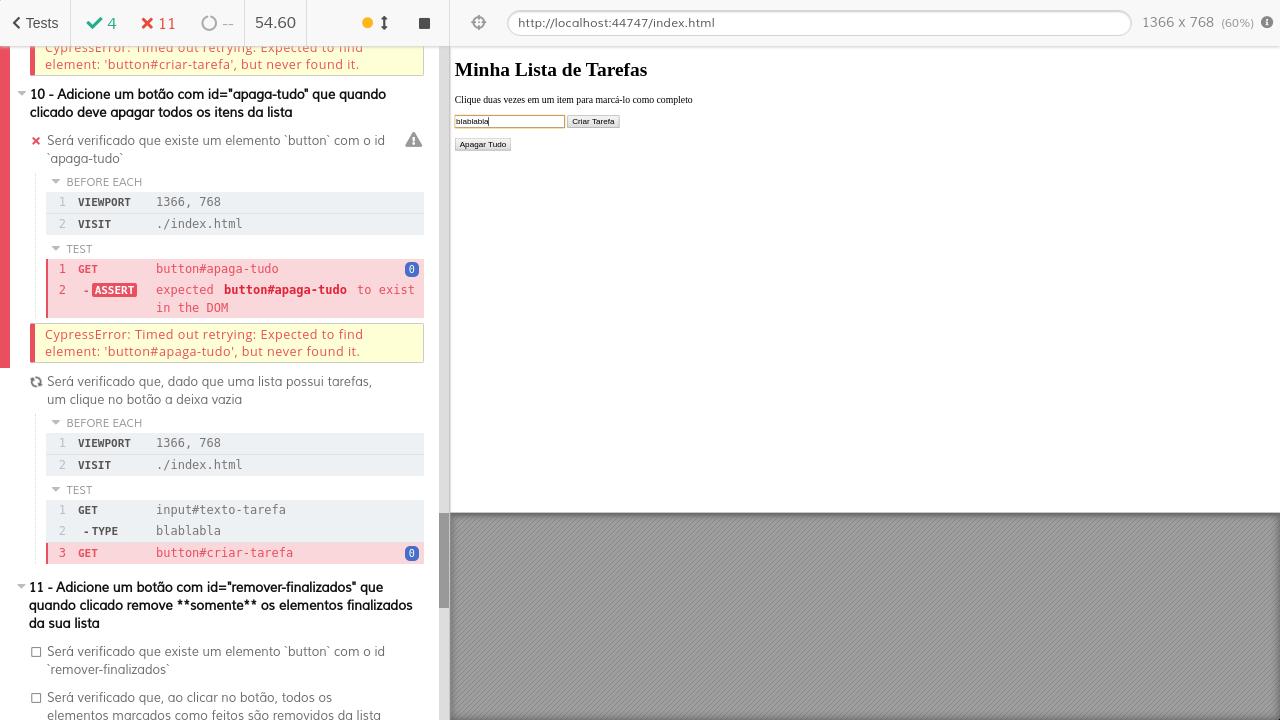 Tests
4
11
--
54.60
http://localhost:44747/index.html
1366 x 768 (60%)
CypressError: Timed out retrying: Expected to find
element: 'button#criar-tarefa', but never found it.
10 - Adicione um botão com id="apaga-tudo" que quando
clicado deve apagar todos os itens da lista
Será verificado que existe um elemento `button` com o id
`apaga-tudo`
BEFORE EACH
1 VIEWPORT 1366, 768
2 VISIT ./index.html
TEST
1 GET button#apaga-tudo 0
2 -ASSERT expected button#apaga-tudo to exist
in the DOM
CypressError: Timed out retrying: Expected to find
element: 'button#apaga-tudo', but never found it.
Será verificado que, dado que uma lista possui tarefas,
um clique no botão a deixa vazia
BEFORE EACH
1 VIEWPORT 1366, 768
2 VISIT ./index.html
TEST
1 GET input#texto-tarefa
2 -TYPE blablabla
3 GET button#criar-tarefa 0
11 - Adicione um botão com id="remover-finalizados" que
quando clicado remove **somente** os elementos finalizados
da sua lista
Será verificado que existe um elemento `button` com o id
`remover-finalizados`
Será verificado que, ao clicar no botão, todos os
elementos marcados como feitos são removidos da lista
Minha Lista de Tarefas
Clique duas vezes em um item para marcá-lo como completo
blablabla
Criar Tarefa
Apagar Tudo